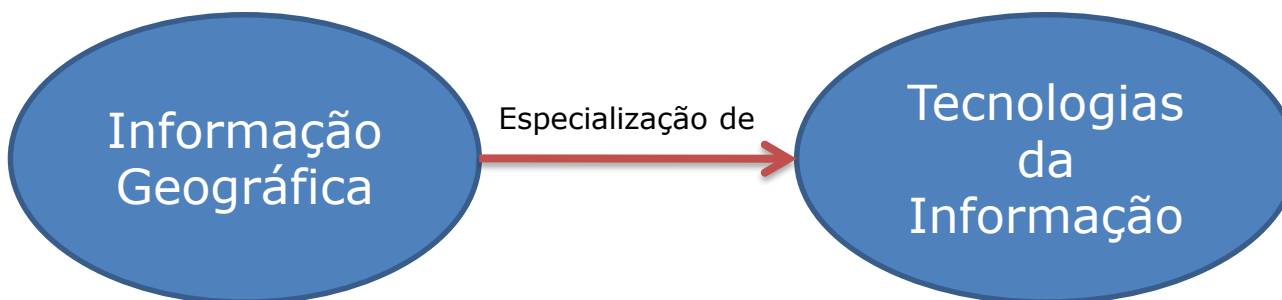 Informação
Geográfica
Especialização de
Tecnologias
da
Informação